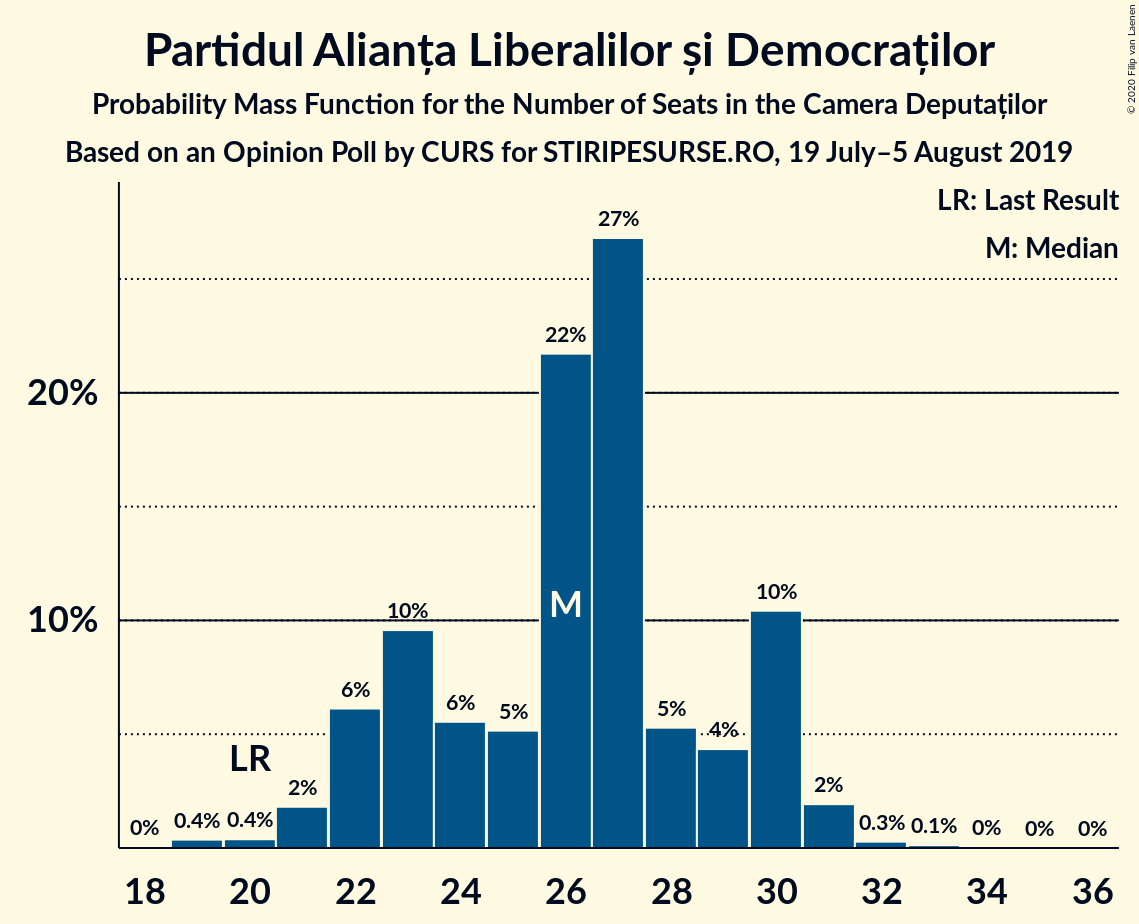 Partidul Alianța Liberalilor și Democraților
Probability Mass Function for the Number of Seats in the Camera Deputaților
Based on an Opinion Poll by CURS for STIRIPESURSE.RO, 19 July–5 August 2019
© 2020 Filip van Laenen
LR: Last Result
M: Median
27%
22%
20%
10%
10%
10%
M
6%
6%
5%
5%
4%
LR
2%
2%
0%
0.4%
0.4%
0.3%
0.1%
0%
0%
0%
18 20 22 24 26 28 30 32 34 36